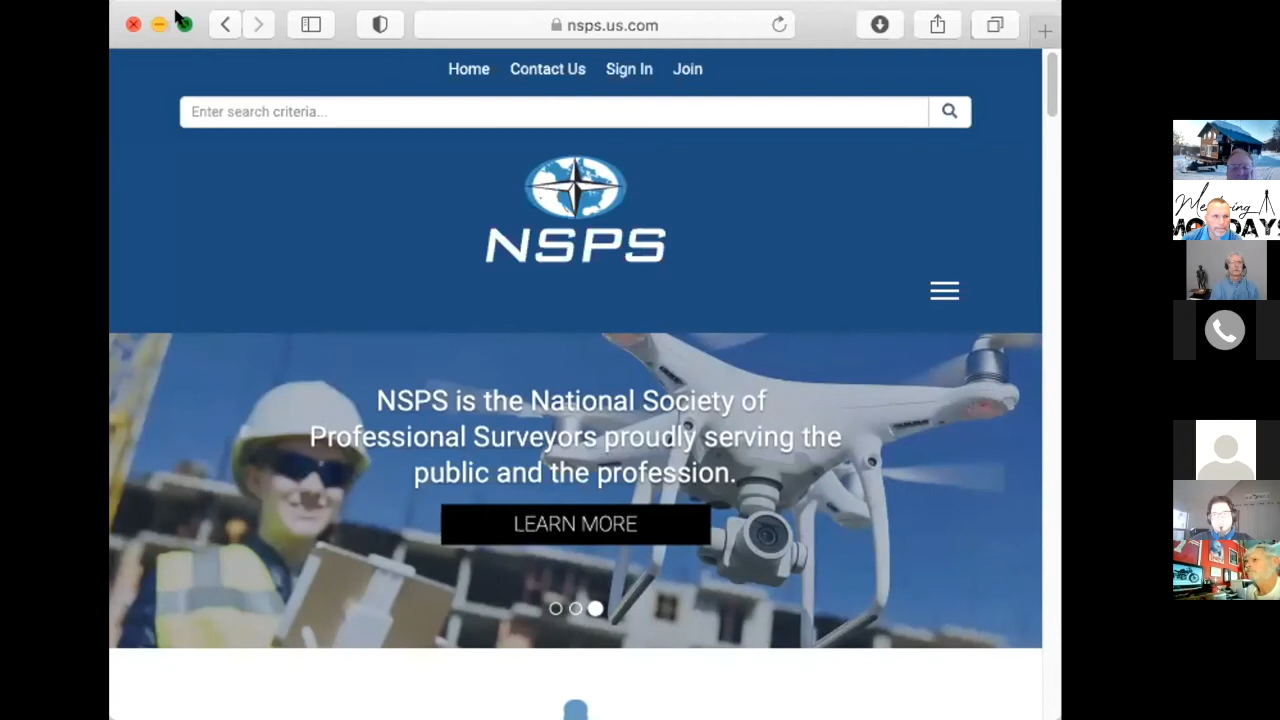 nsps.us.com
Home Contact Us Sign In Join
Enter search criteria...
NSPS
NSPS is the National Society of
Professional Surveyors proudly serving the
public and the profession.
LEARN MORE